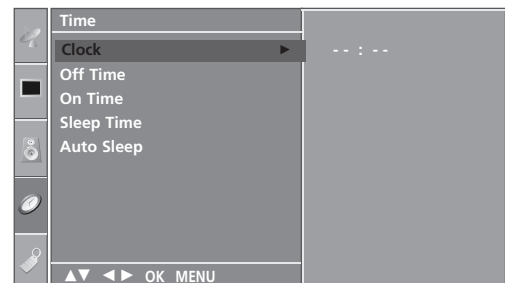 Time
Clock ► - - : - -
Off Time
On Time
Sleep Time
Auto Sleep
▲▼ ◄► OK MENU